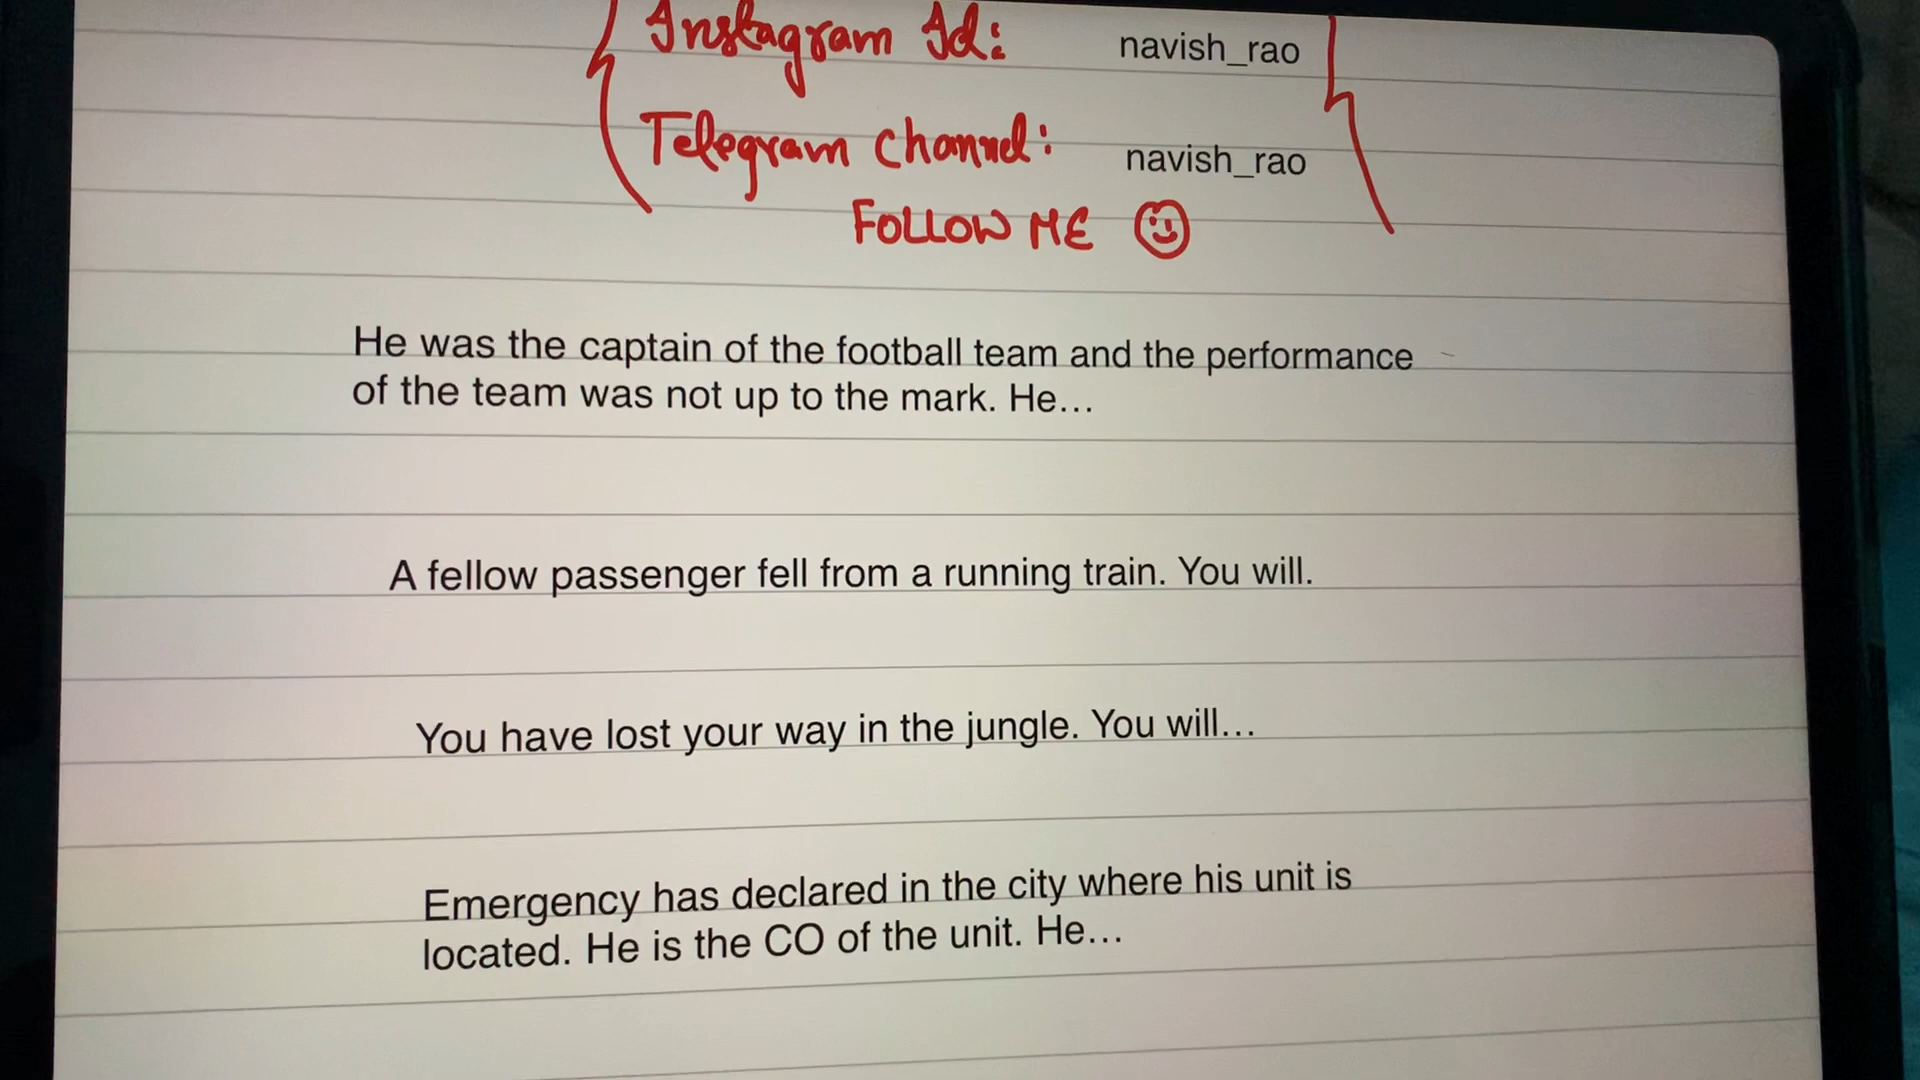 Instagram Id: navish_rao
Telegram Channel: navish_rao
FOLLOW ME
He was the captain of the football team and the performance
of the team was not up to the mark. He...
A fellow passenger fell from a running train. You will.
You have lost your way in the jungle. You will...
Emergency has declared in the city where his unit is
located. He is the CO of the unit. He...